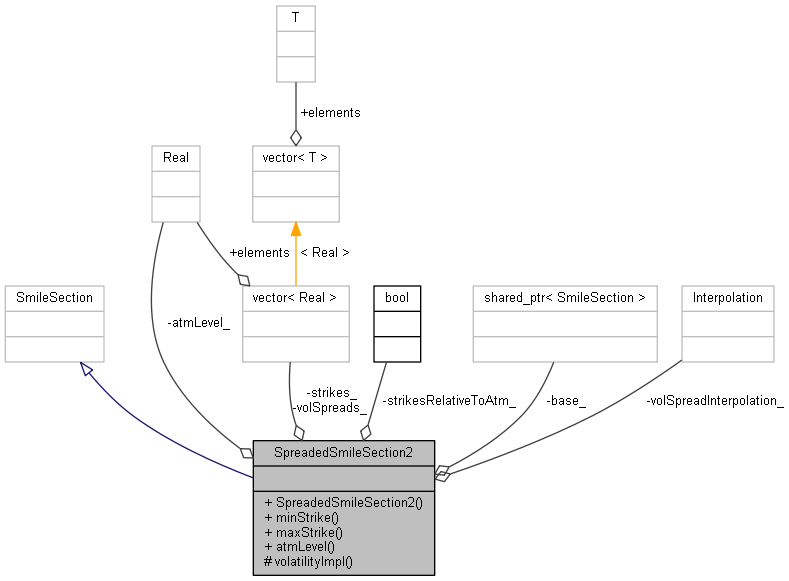 T
+elements
Real
vector< T >
+elements
< Real >
SmileSection
vector< Real >
bool
shared_ptr< SmileSection >
Interpolation
-atmLevel_
-strikes_
-volSpreads_
-strikesRelativeToAtm_
-base_
-volSpreadInterpolation_
SpreadedSmileSection2
+ SpreadedSmileSection2()
+ minStrike()
+ maxStrike()
+ atmLevel()
# volatilityImpl()